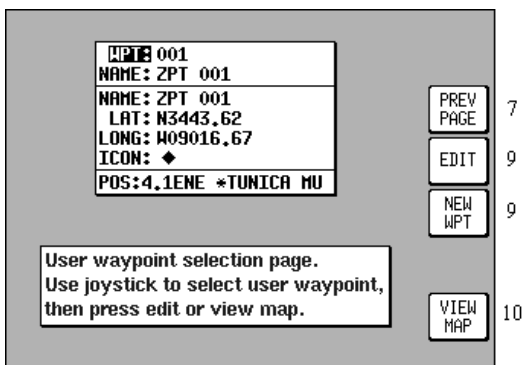 WPT: 001
NAME: ZPT 001
NAME: ZPT 001
LAT: N3443.62
LONG: W09016.67
ICON: ◆
POS:4.1ENE *TUNICA MU
User waypoint selection page.
Use joystick to select user waypoint,
then press edit or view map.
PREV
PAGE
7
EDIT
9
NEW
WPT
9
VIEW
MAP
10